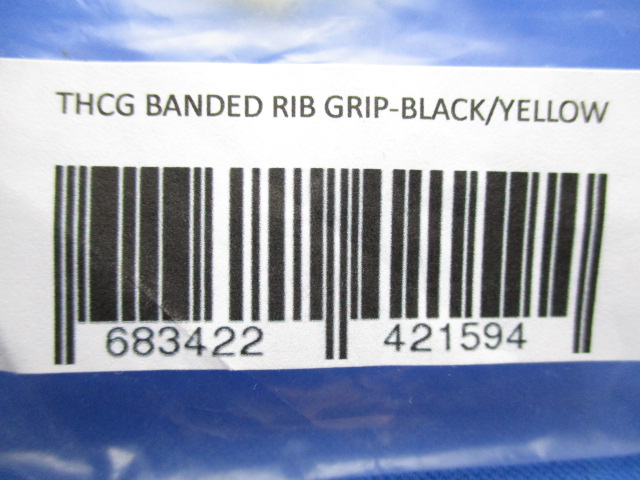 THCG BANDED RIB GRIP-BLACK/YELLOW
683422 421594